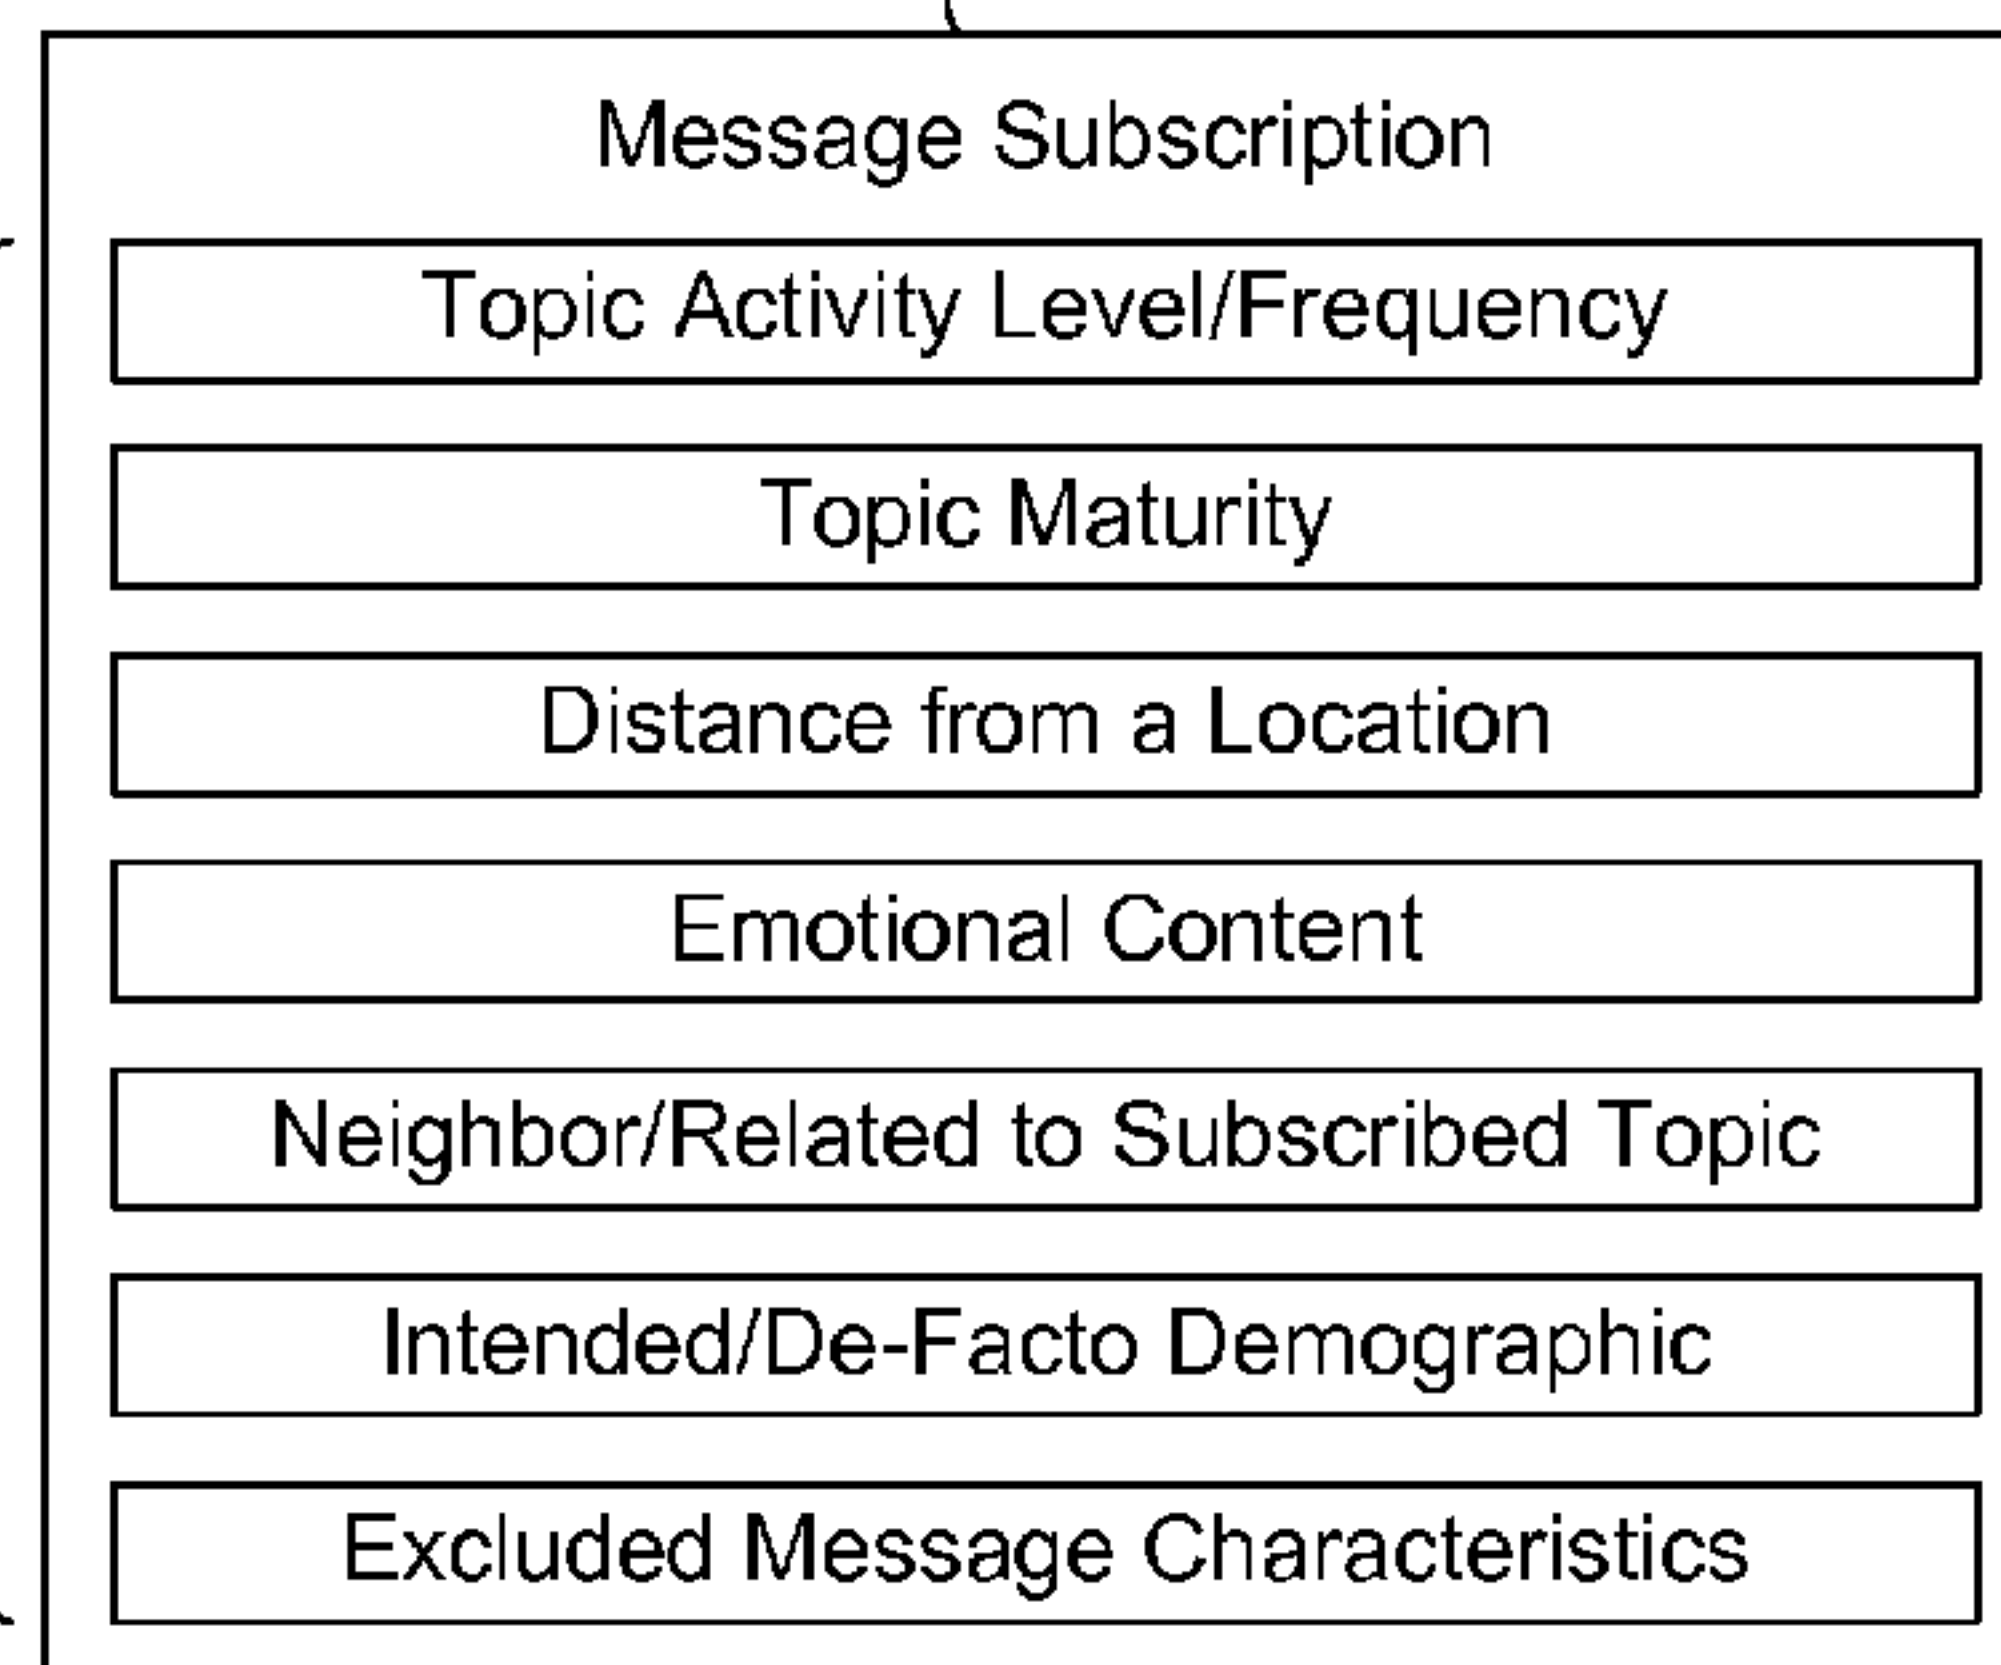 Message Subscription
Topic Activity Level/Frequency
Topic Maturity
Distance from a Location
Emotional Content
Neighbor/Related to Subscribed Topic
Intended/De-Facto Demographic
Excluded Message Characteristics